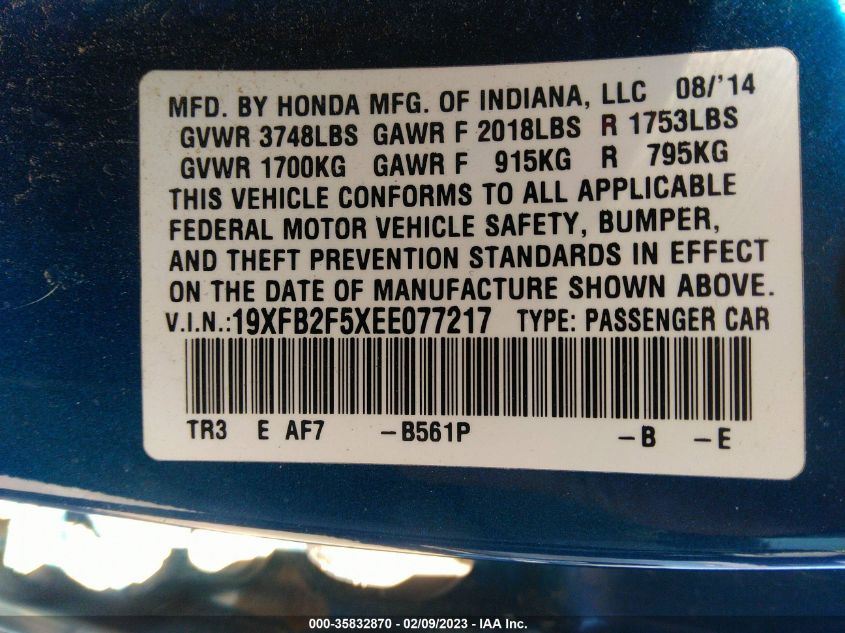 MFD. BY HONDA MFG. OF INDIANA, LLC 08/'14
GVWR 3748LBS GAWR F 2018LBS R 1753LBS
GVWR 1700KG GAWR F 915KG R 795KG
THIS VEHICLE CONFORMS TO ALL APPLICABLE
FEDERAL MOTOR VEHICLE SAFETY, BUMPER,
AND THEFT PREVENTION STANDARDS IN EFFECT
ON THE DATE OF MANUFACTURE SHOWN ABOVE.
V.I.N.:19XFB2F5XEE077217 TYPE: PASSENGER CAR
TR3 E AF7 -B561P -B -E
000-35832870 - 02/09/2023 - IAA Inc.